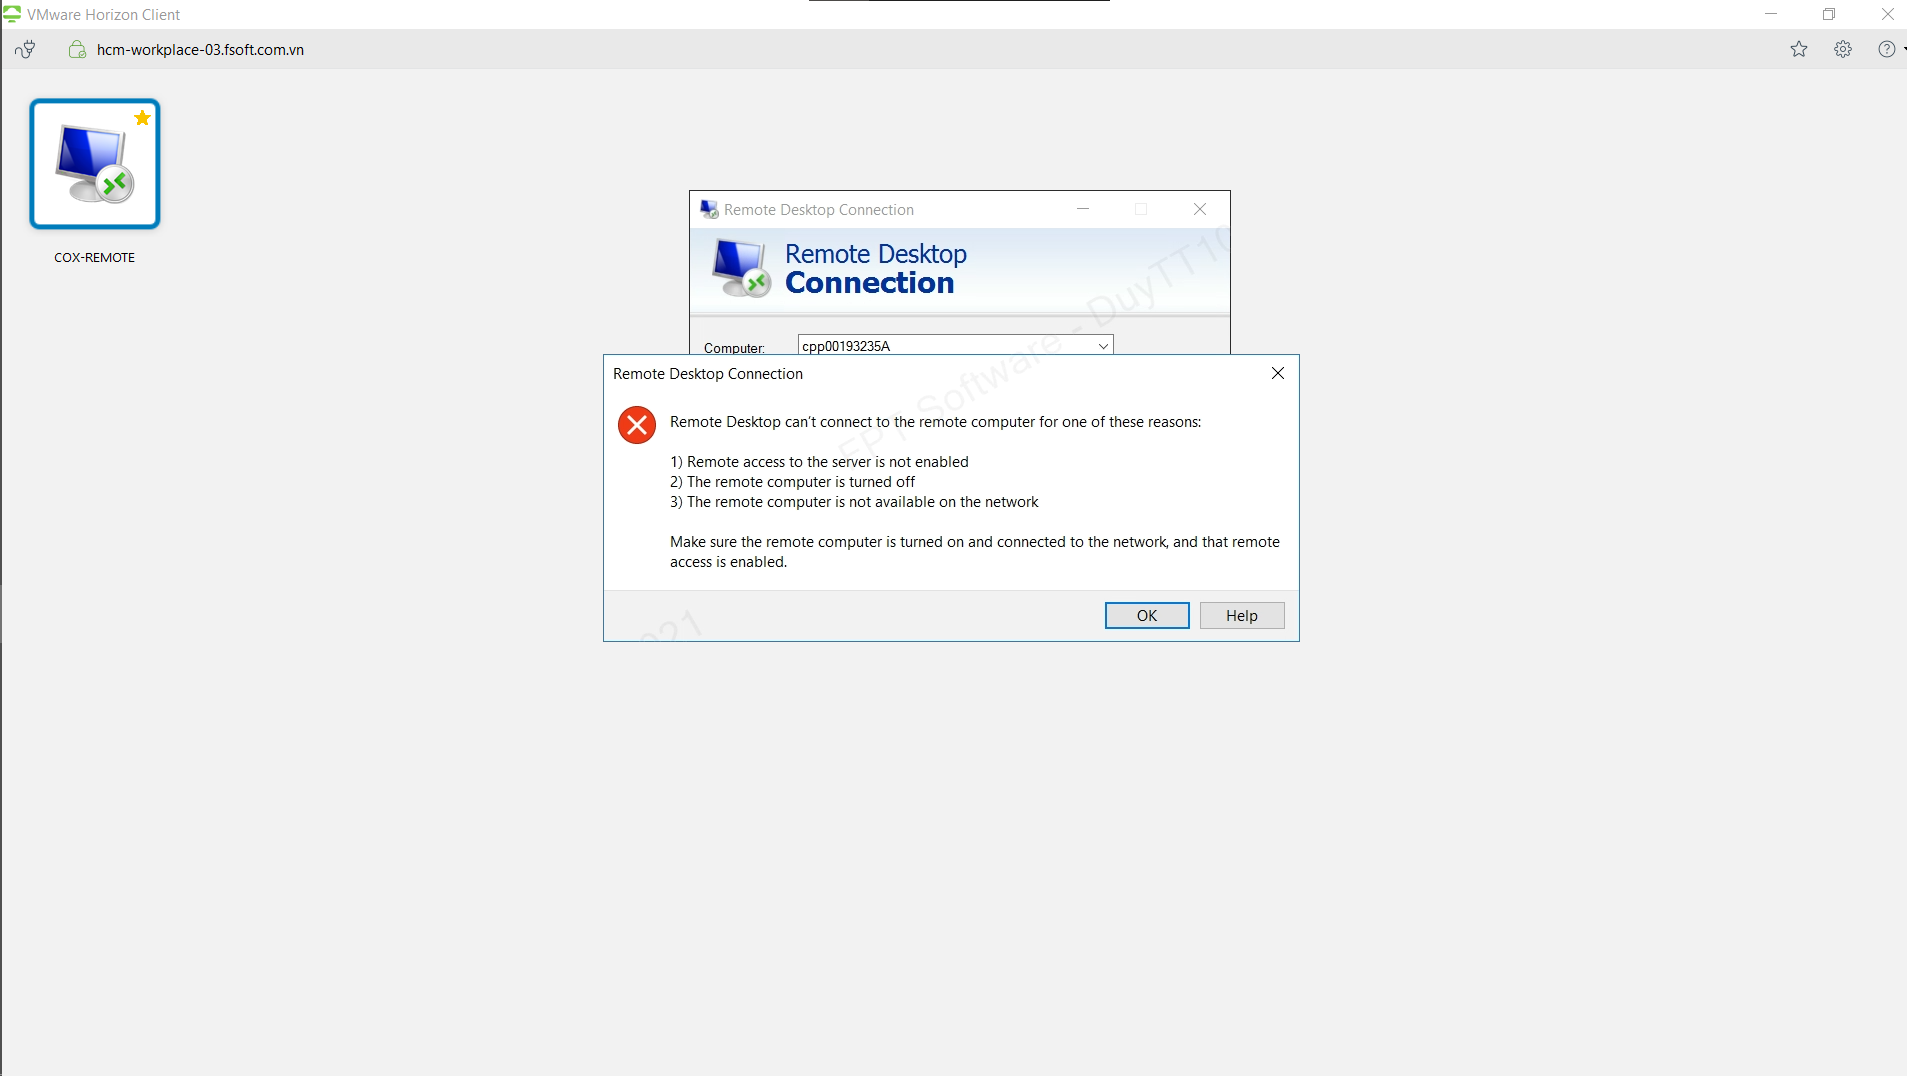 VMware Horizon Client
hcm-workplace-03.fsoft.com.vn
COX-REMOTE
Remote Desktop Connection
Remote Desktop
Connection
Computer:
cpp00193235A
FPT Software - DuyTT10
Remote Desktop Connection
Remote Desktop can't connect to the remote computer for one of these reasons:
1) Remote access to the server is not enabled
2) The remote computer is turned off
3) The remote computer is not available on the network
Make sure the remote computer is turned on and connected to the network, and that remote
access is enabled.
OK
Help
021